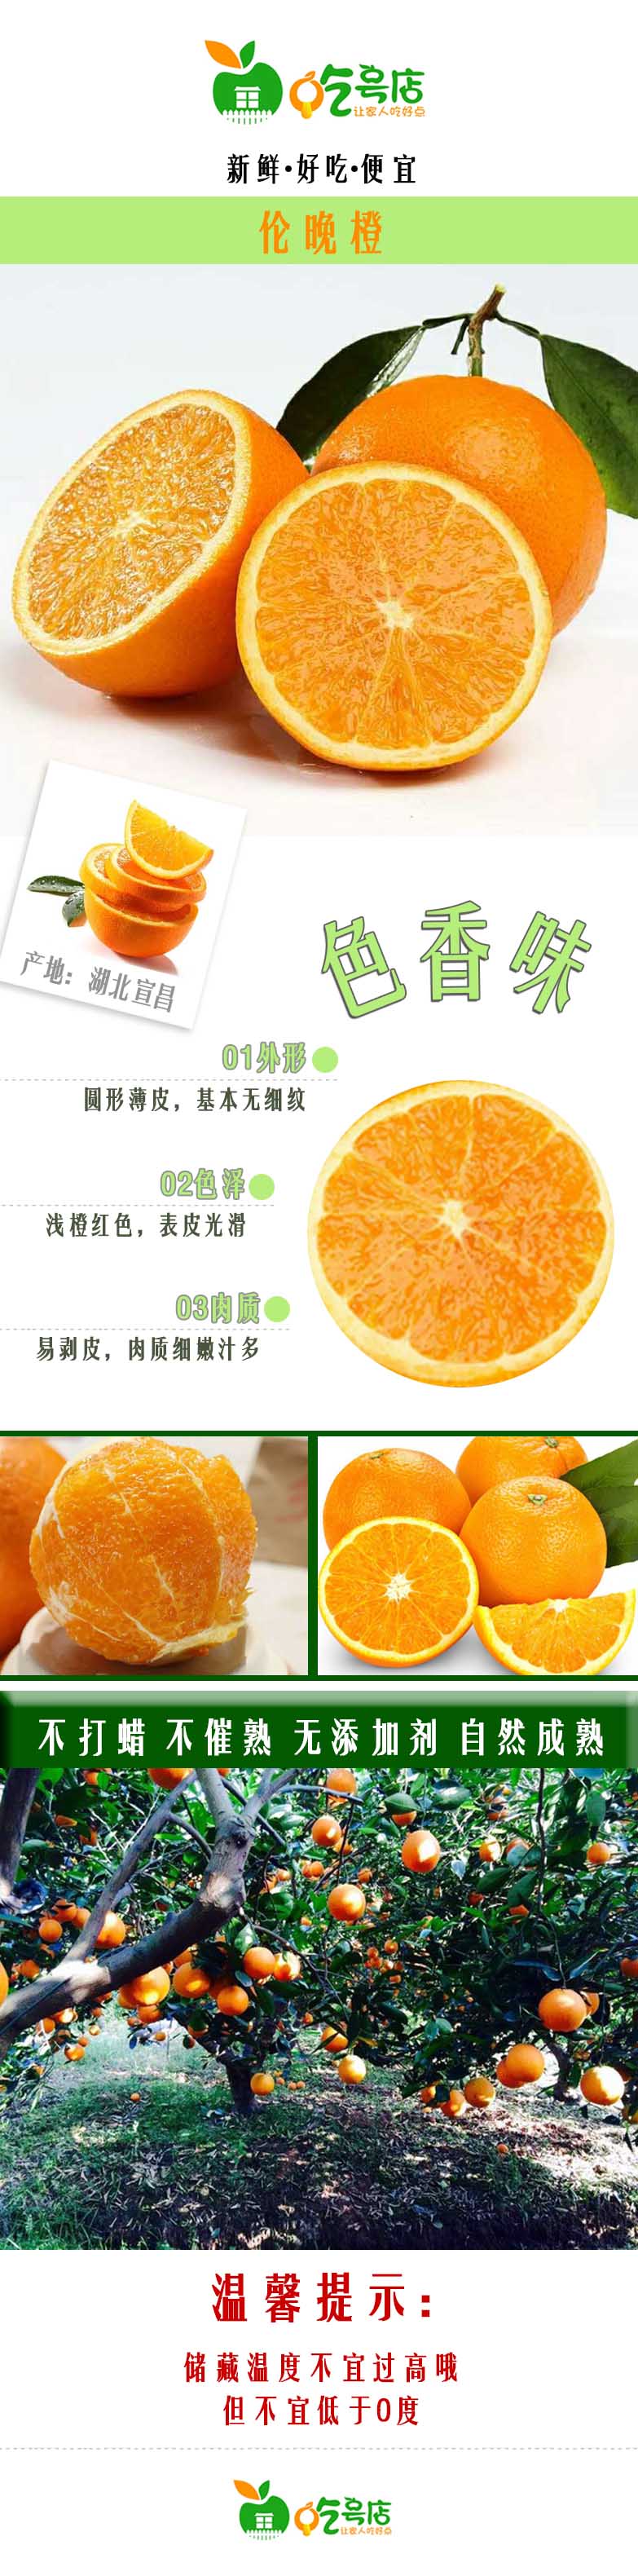 吃号店
让家人吃好点
新鲜·好吃·便宜
伦晚橙
产地：湖北宣昌
色香味
01外形
圆形薄皮，基本无细纹
02色泽
浅橙红色，表皮光滑
03肉质
易剥皮，肉质细嫩汁多
不打蜡 不催熟 无添加剂 自然成熟
温馨提示：
储藏温度不宜过高哦
但不宜低于0度
吃号店
让家人吃好点